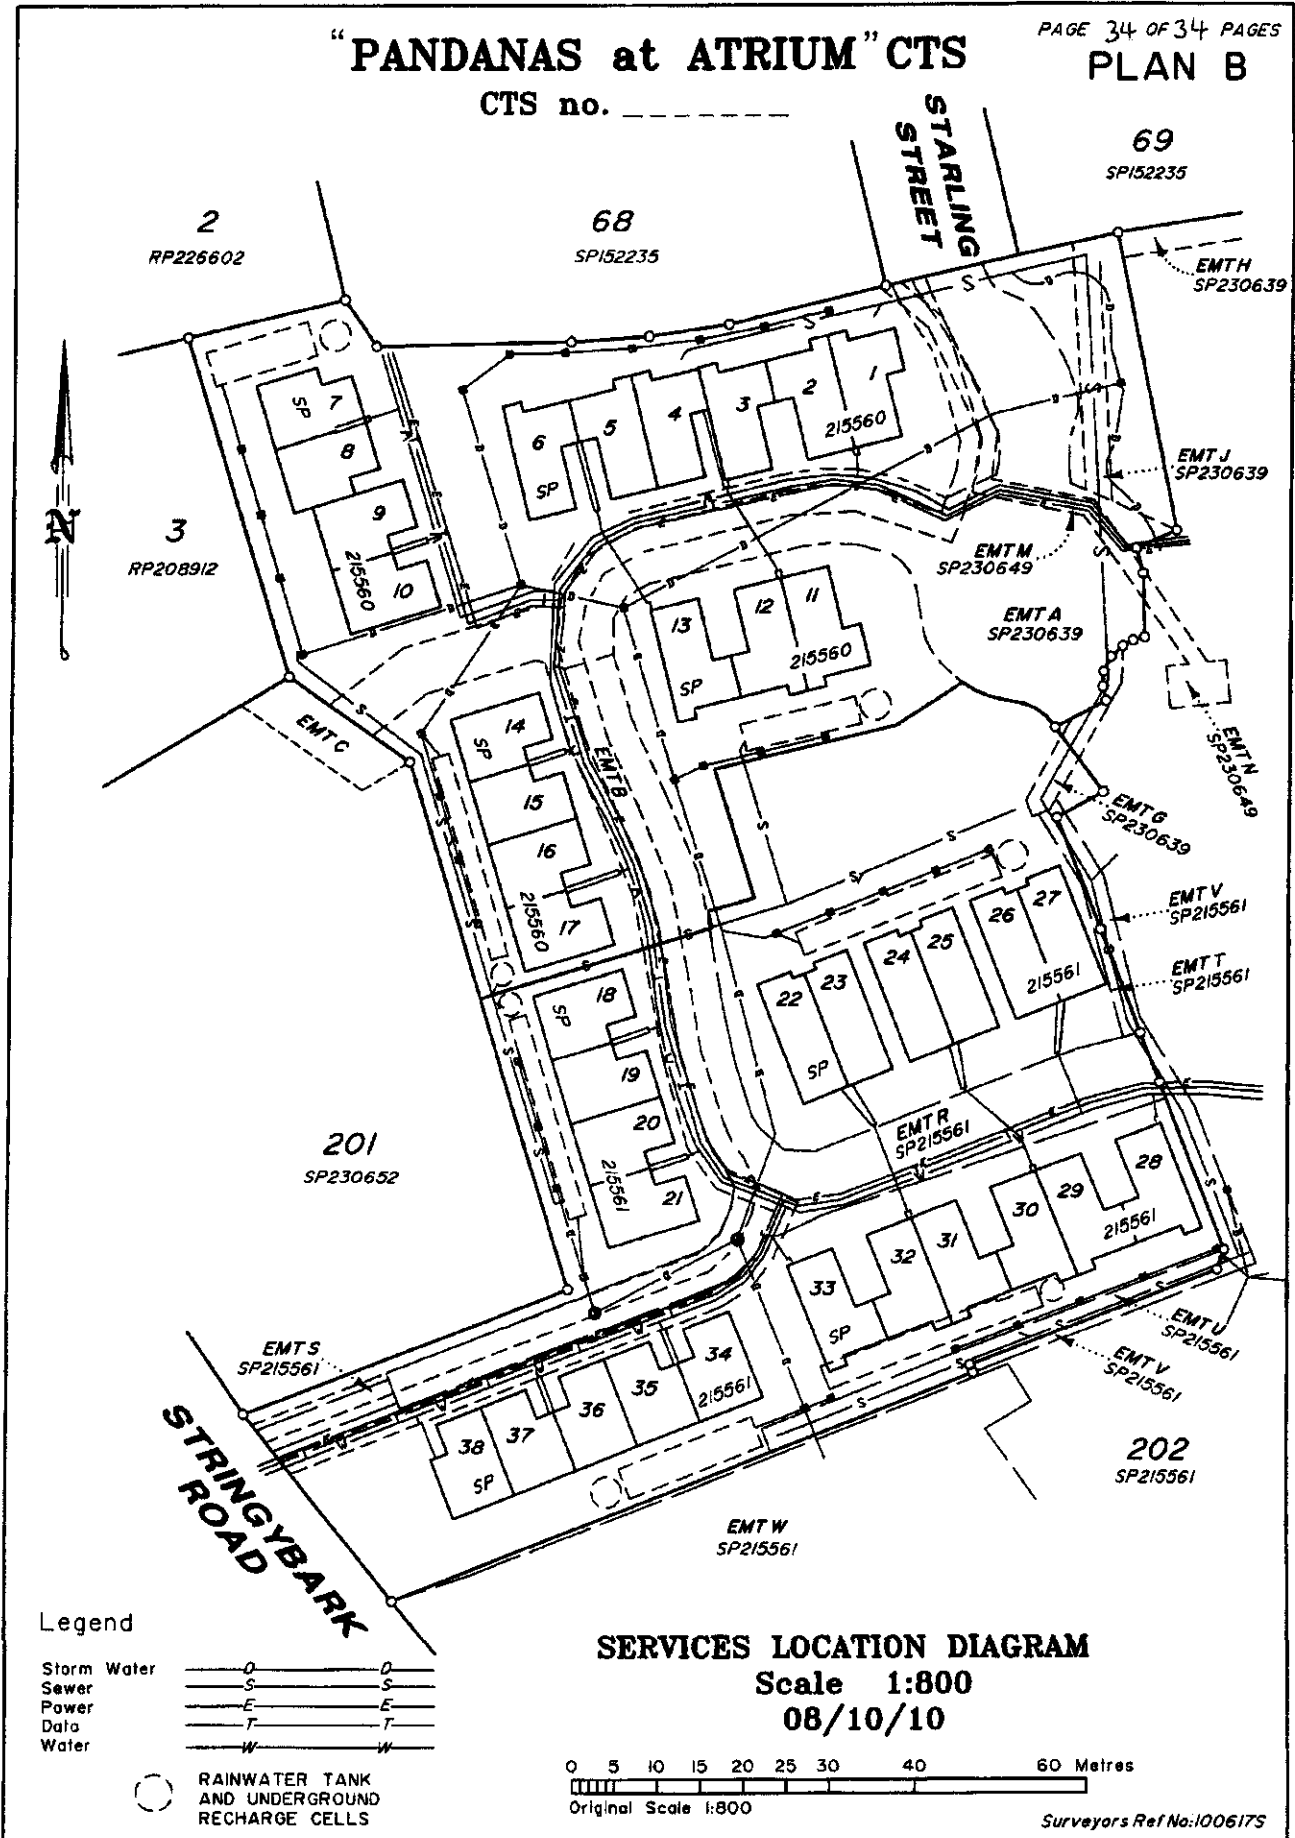 PAGE 34 OF 34 PAGES
"PANDANAS at ATRIUM" CTS
PLAN B
CTS no. _______
STARLING
STREET
69
SP152235
2
RP226602
68
SP152235
EMT H
SP230639
7
SP
8
9
215560
10
6
SP
5
4
3
2
1
215560
EMT J
SP230639
3
RP208912
N
EMT M
SP230649
EMT A
SP230639
13
SP
12
11
215560
EMT C
14
SP
15
16
215560
17
EMT B
EMT N
SP230649
EMT G
SP230639
EMT V
SP215561
EMT T
SP215561
18
SP
19
20
215561
21
22
SP
23
24
25
26
27
215561
201
SP230652
EMT R
SP215561
28
29
215561
30
31
32
33
SP
EMT S
SP215561
EMT U
SP215561
EMT V
SP215561
34
215561
35
36
37
38
SP
STRINGYBARK
ROAD
202
SP215561
EMT W
SP215561
Legend
Storm Water D D
Sewer S S
Power E E
Data T T
Water W W
RAINWATER TANK
AND UNDERGROUND
RECHARGE CELLS
SERVICES LOCATION DIAGRAM
Scale 1:800
08/10/10
0 5 10 15 20 25 30 40 60 Metres
Original Scale 1:800
Surveyors Ref No:100617S